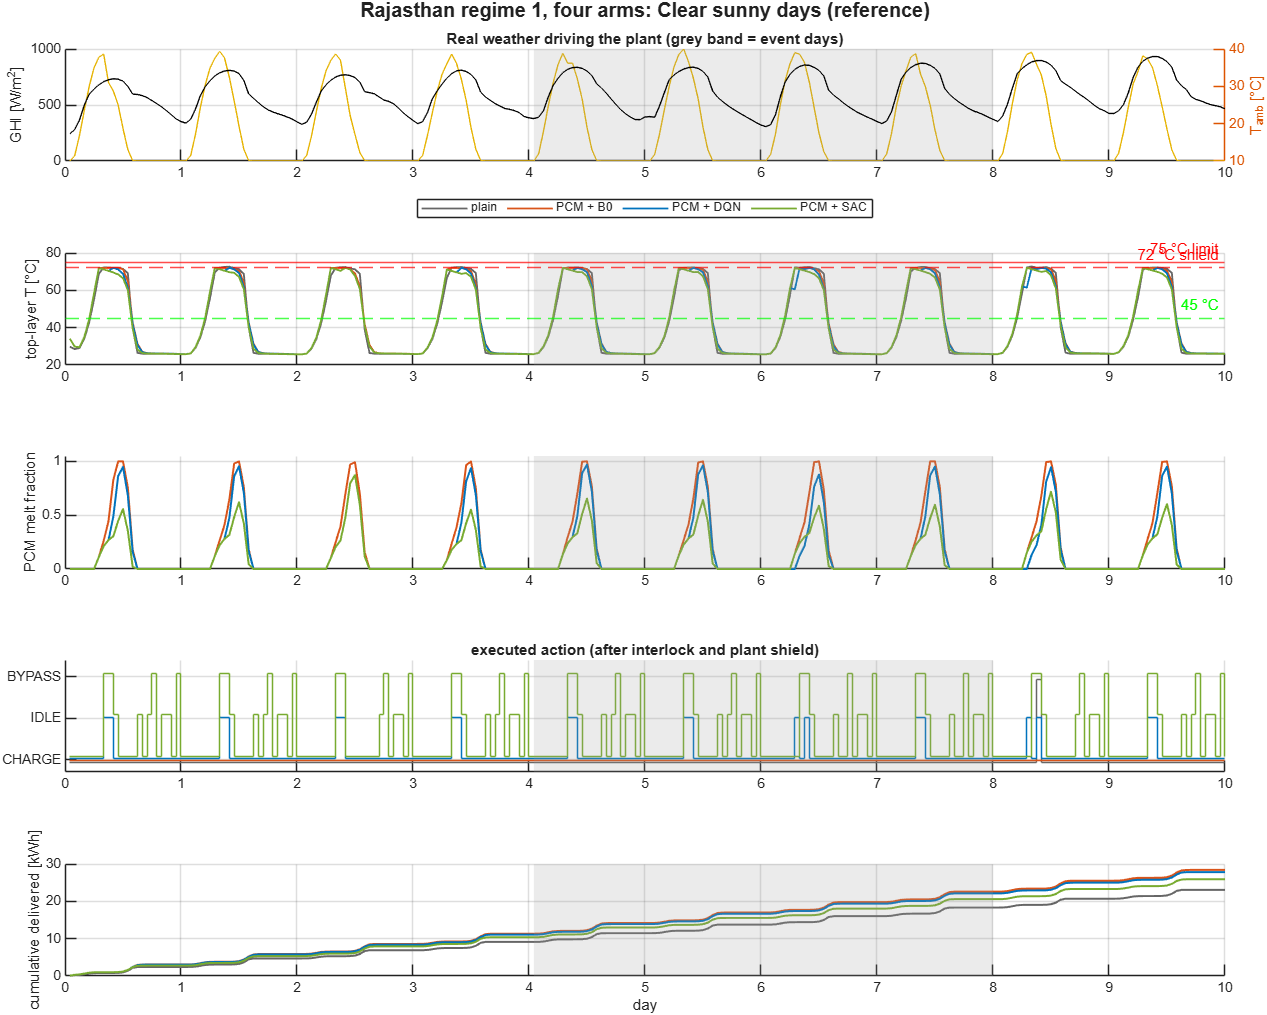 Rajasthan regime 1, four arms: Clear sunny days (reference)
Real weather driving the plant (grey band = event days)
GHI [W/m²]
1000
500
0
40
30
20
10
T_amb [°C]
0 1 2 3 4 5 6 7 8 9 10
plain PCM + B0 PCM + DQN PCM + SAC
top-layer T [°C]
80
60
40
20
75 °C limit
72 °C shield
45 °C
0 1 2 3 4 5 6 7 8 9 10
PCM melt fraction
1
0.5
0
0 1 2 3 4 5 6 7 8 9 10
executed action (after interlock and plant shield)
BYPASS
IDLE
CHARGE
0 1 2 3 4 5 6 7 8 9 10
cumulative delivered [kWh]
30
20
10
0
0 1 2 3 4 5 6 7 8 9 10
day